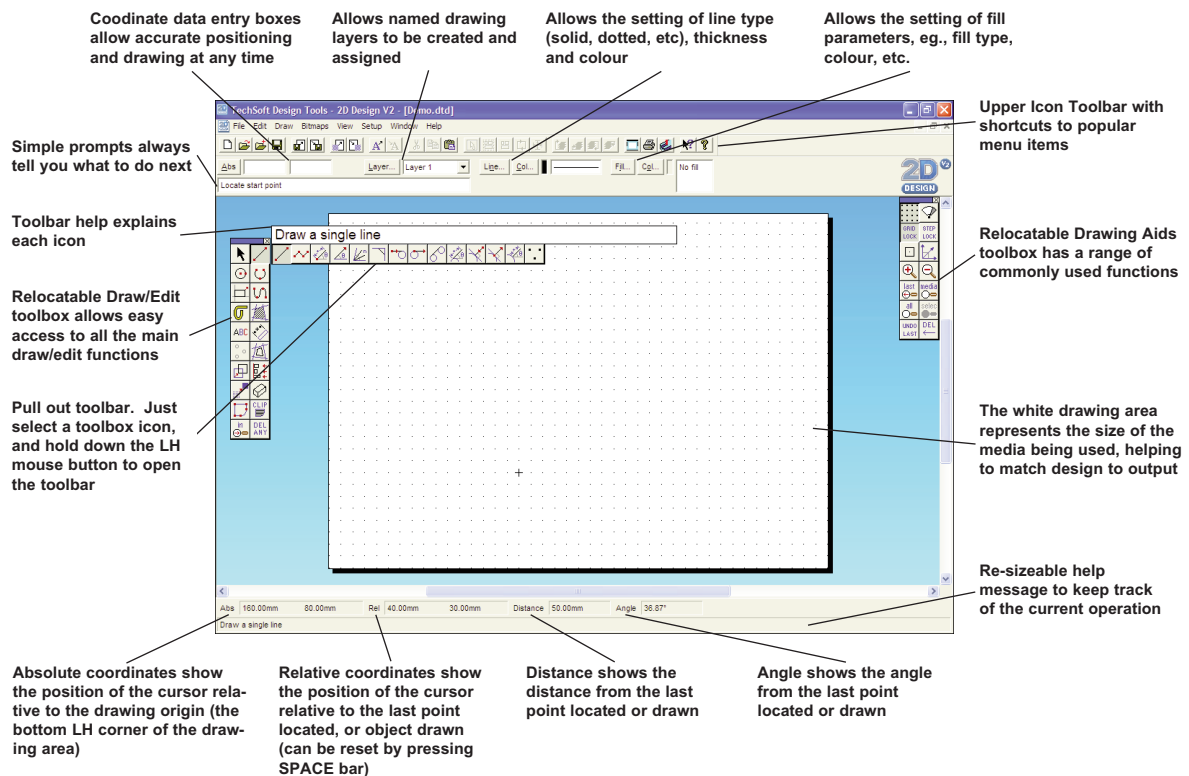 Coodinate data entry boxes
allow accurate positioning
and drawing at any time
Allows named drawing
layers to be created and
assigned
Allows the setting of line type
(solid, dotted, etc), thickness
and colour
Allows the setting of fill
parameters, eg., fill type,
colour, etc.
Upper Icon Toolbar with
shortcuts to popular
menu items
Simple prompts always
tell you what to do next
Toolbar help explains
each icon
Relocatable Draw/Edit
toolbox allows easy
access to all the main
draw/edit functions
Pull out toolbar. Just
select a toolbox icon,
and hold down the LH
mouse button to open
the toolbar
TechSoft Design Tools - 2D Design V2 - [Demo.dtd]
File Edit Draw Bitmaps View Setup Window Help
Abs Layer... Layer 1 Line... Col... Fill... Col... No fill
Locate start point
2D V2
DESIGN
Draw a single line
ABC
CLIP
DEL
ANY
GRID LOCK
STEP LOCK
last media
all selec
UNDO LAST
DEL
Relocatable Drawing Aids
toolbox has a range of
commonly used functions
The white drawing area
represents the size of the
media being used, helping
to match design to output
Re-sizeable help
message to keep track
of the current operation
Abs 160.00mm 80.00mm Rel 40.00mm 30.00mm Distance 50.00mm Angle 36.87°
Draw a single line
Absolute coordinates show
the position of the cursor rela-
tive to the drawing origin (the
bottom LH corner of the draw-
ing area)
Relative coordinates show
the position of the cursor
relative to the last point
located, or object drawn
(can be reset by pressing
SPACE bar)
Distance shows the
distance from the last
point located or drawn
Angle shows the angle
from the last point
located or drawn